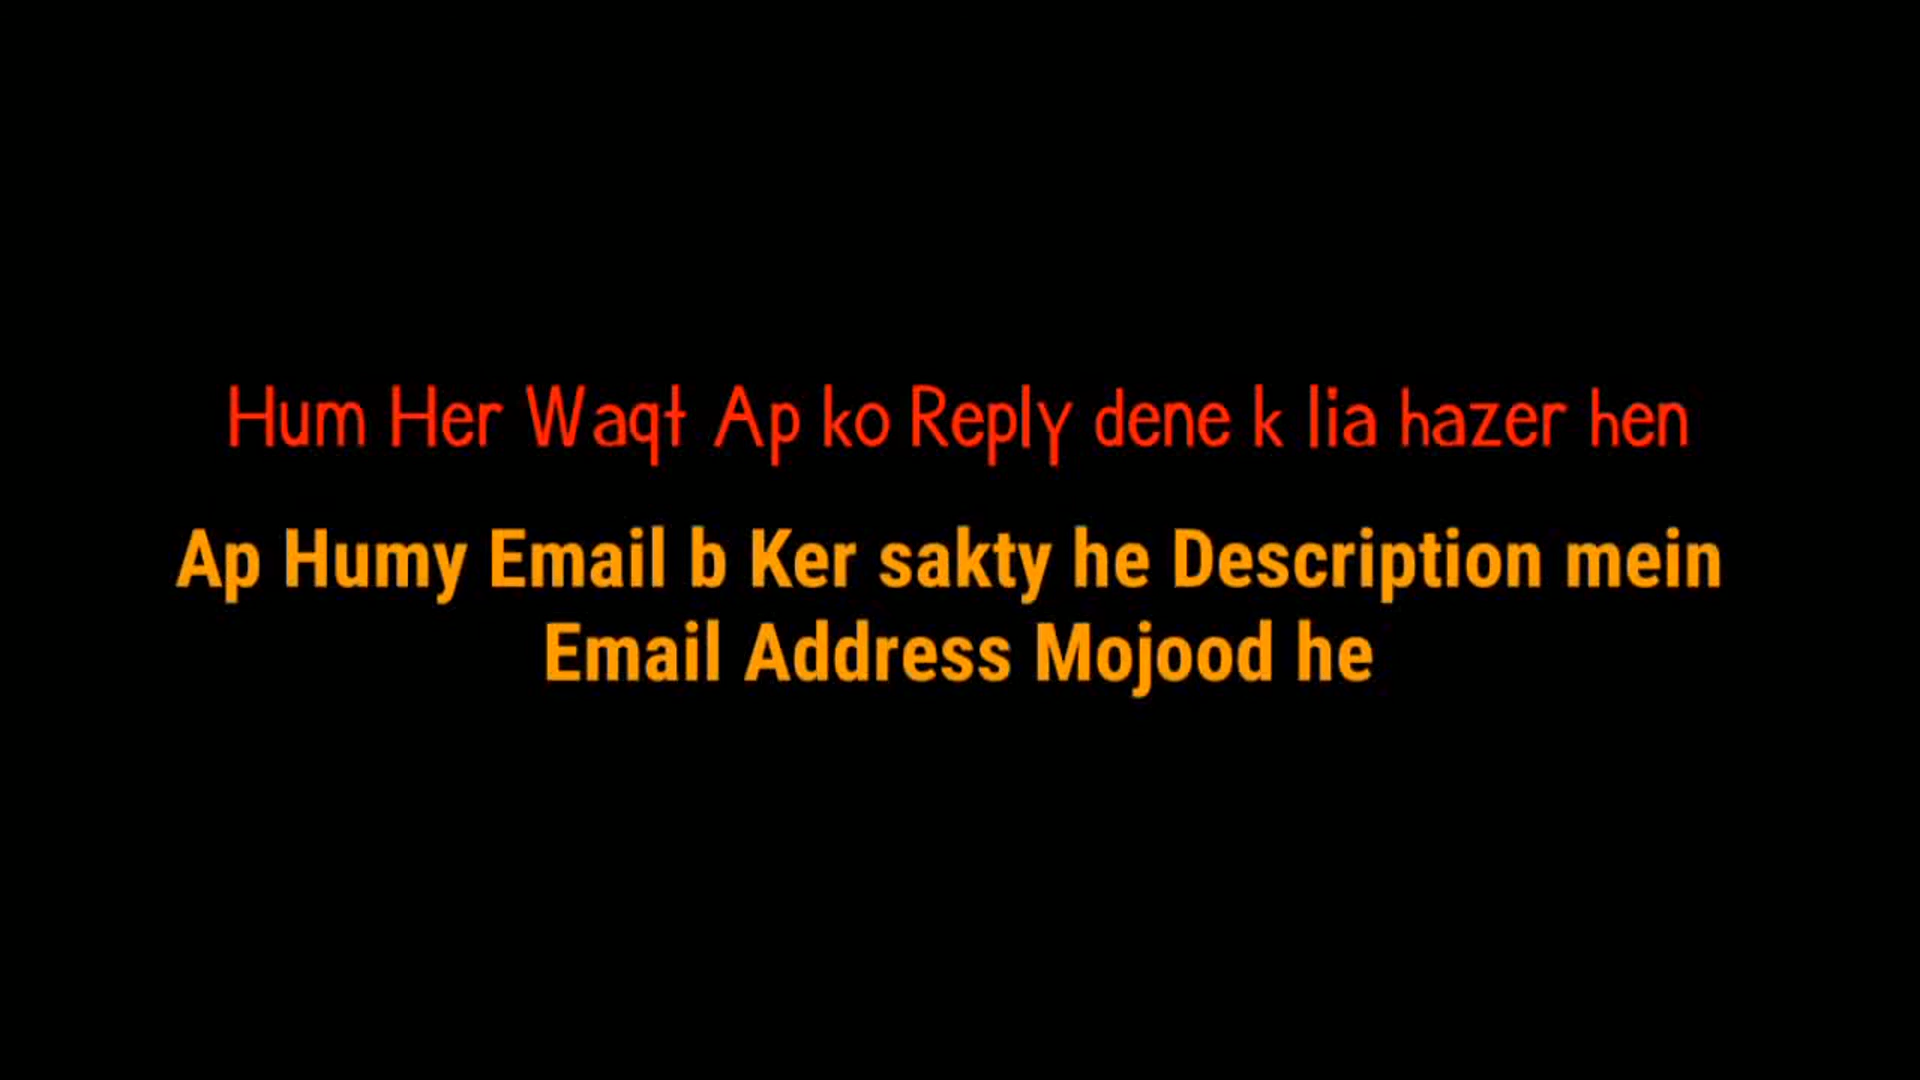 Hum Her Waqt Ap ko Reply dene k lia hazer hen
Ap Humy Email b Ker sakty he Description mein
Email Address Mojood he